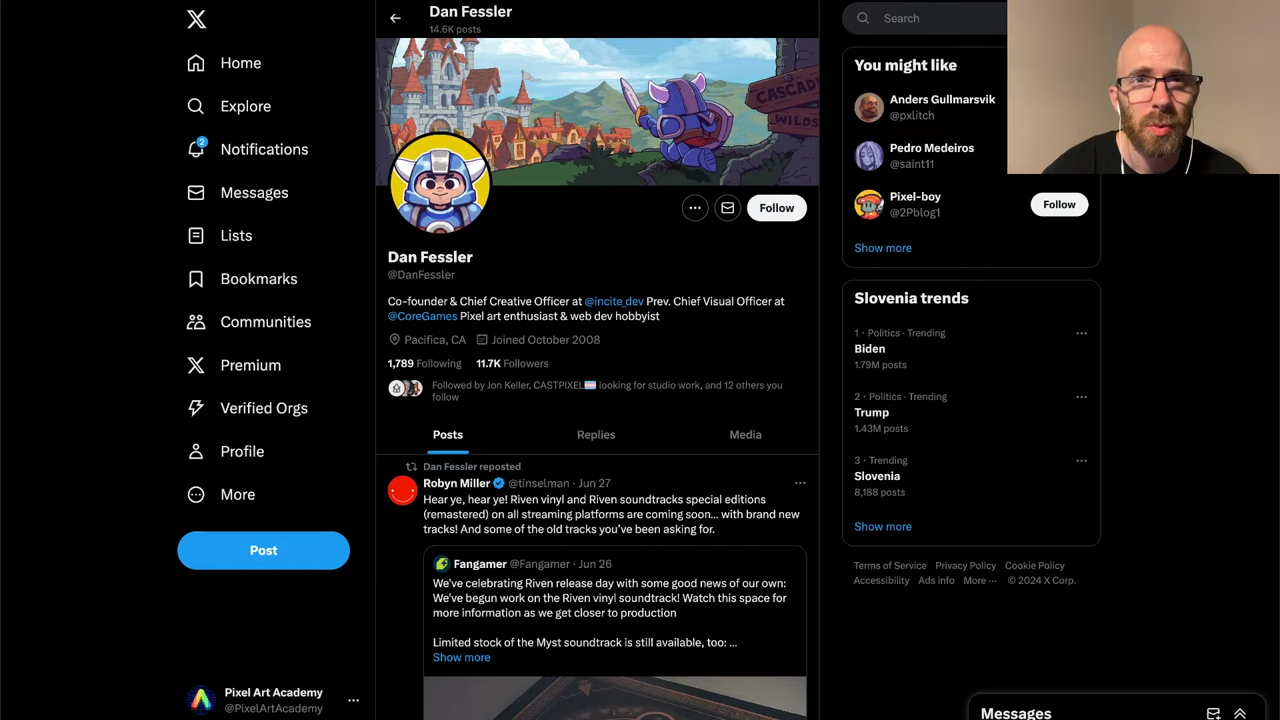 Home
Explore
2
Notifications
Messages
Lists
Bookmarks
Communities
Premium
Verified Orgs
Profile
More
Post
Pixel Art Academy
@PixelArtAcademy
Dan Fessler
14.6K posts
CASCADE
WILDS
Follow
Dan Fessler
@DanFessler
Co-founder & Chief Creative Officer at @incite_dev Prev. Chief Visual Officer at
@CoreGames Pixel art enthusiast & web dev hobbyist
Pacifica, CA Joined October 2008
1,789 Following 11.7K Followers
Followed by Jon Keller, CASTPIXEL🏳️‍⚧️ looking for studio work, and 12 others you
follow
Posts Replies Media
Dan Fessler reposted
Robyn Miller @tinselman · Jun 27
Hear ye, hear ye! Riven vinyl and Riven soundtracks special editions
(remastered) on all streaming platforms are coming soon... with brand new
tracks! And some of the old tracks you've been asking for.
Fangamer @Fangamer · Jun 26
We've celebrating Riven release day with some good news of our own:
We've begun work on the Riven vinyl soundtrack! Watch this space for
more information as we get closer to production
Limited stock of the Myst soundtrack is still available, too: ...
Show more
Search
You might like
Anders Gullmarsvik
@pxlitch
Pedro Medeiros
@saint11
Pixel-boy
@2Pblog1
Follow
Show more
Slovenia trends
1 · Politics · Trending
Biden
1.79M posts
2 · Politics · Trending
Trump
1.43M posts
3 · Trending
Slovenia
8,188 posts
Show more
Terms of Service Privacy Policy Cookie Policy
Accessibility Ads info More ··· © 2024 X Corp.
Messages